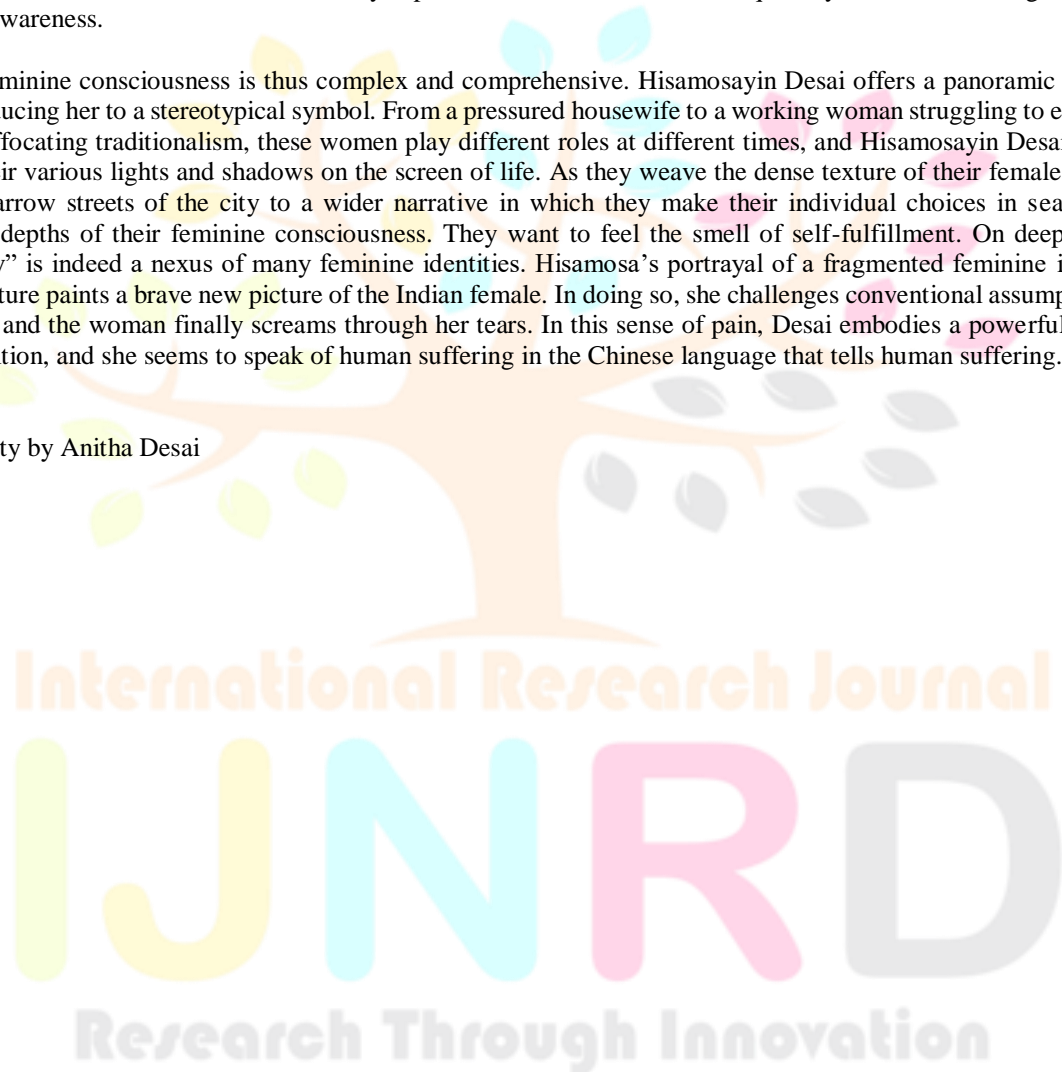 wareness.
minine consciousness is thus complex and comprehensive. Hisamosayin Desai offers a panoramic
ucing her to a stereotypical symbol. From a pressured housewife to a working woman struggling to e
ffocating traditionalism, these women play different roles at different times, and Hisamosayin Desai
ir various lights and shadows on the screen of life. As they weave the dense texture of their female
arrow streets of the city to a wider narrative in which they make their individual choices in sea
depths of their feminine consciousness. They want to feel the smell of self-fulfillment. On deep
y” is indeed a nexus of many feminine identities. Hisamosa’s portrayal of a fragmented feminine i
ture paints a brave new picture of the Indian female. In doing so, she challenges conventional assump
and the woman finally screams through her tears. In this sense of pain, Desai embodies a powerful
tion, and she seems to speak of human suffering in the Chinese language that tells human suffering.
ty by Anitha Desai
International Research Journal
IJNRD
Research Through Innovation